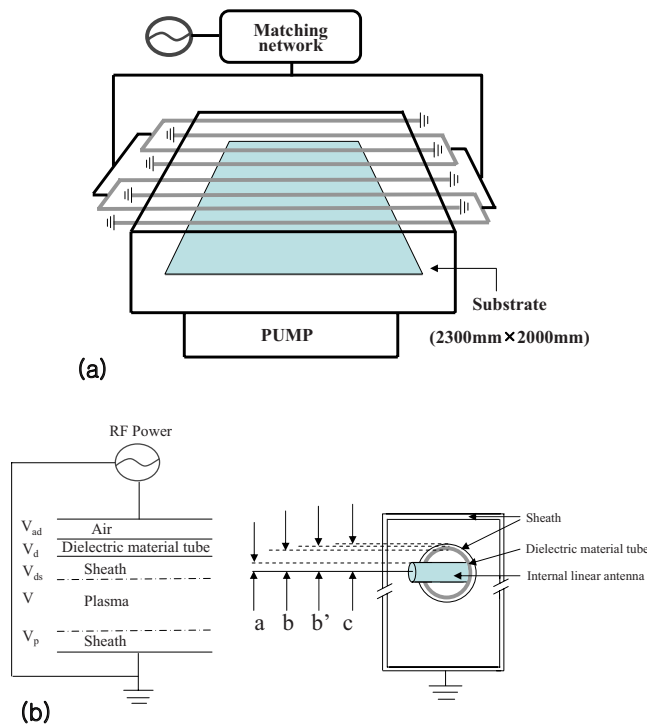 Matching
network
Substrate
PUMP
(2300mm×2000mm)
(a)
RF Power
V_ad Air
V_d Dielectric material tube
V_ds Sheath
V Plasma
V_p Sheath
a b b’ c
Sheath
Dielectric material tube
Internal linear antenna
(b)